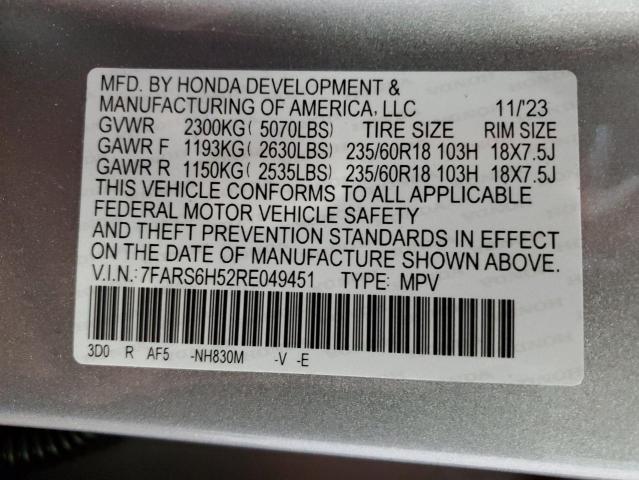 MFD. BY HONDA DEVELOPMENT &
MANUFACTURING OF AMERICA, LLC 11/'23
GVWR 2300KG ( 5070LBS) TIRE SIZE RIM SIZE
GAWR F 1193KG ( 2630LBS) 235/60R18 103H 18X7.5J
GAWR R 1150KG ( 2535LBS) 235/60R18 103H 18X7.5J
THIS VEHICLE CONFORMS TO ALL APPLICABLE
FEDERAL MOTOR VEHICLE SAFETY
AND THEFT PREVENTION STANDARDS IN EFFECT
ON THE DATE OF MANUFACTURE SHOWN ABOVE.
V.I.N.:7FARS6H52RE049451 TYPE: MPV
3D0 R AF5 -NH830M -V -E